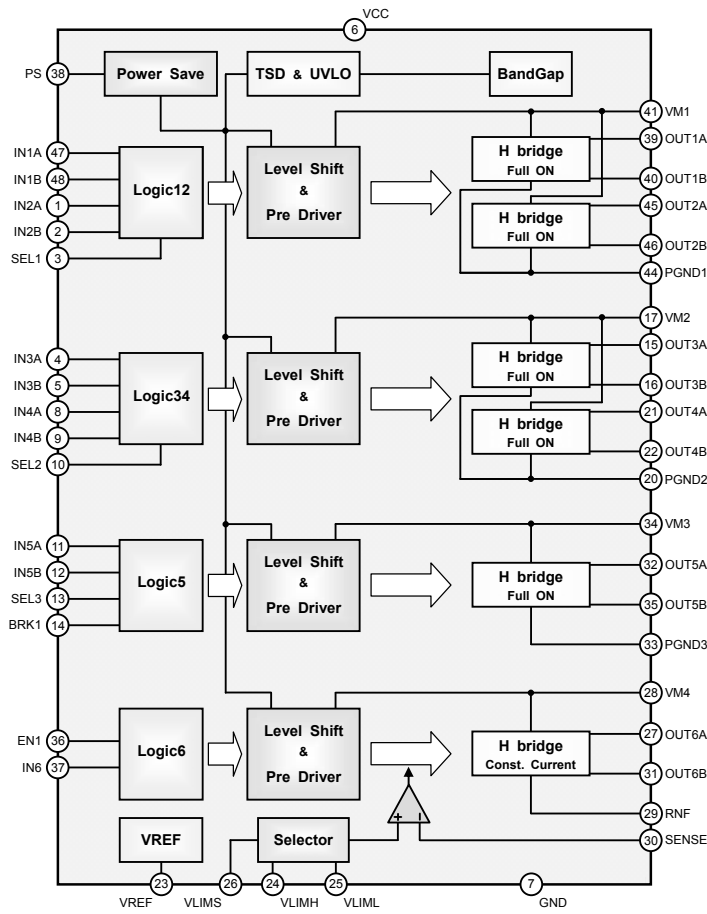 VCC
6
PS 38 Power Save TSD & UVLO BandGap
41 VM1
IN1A 47
39 OUT1A
IN1B 48
Logic12
Level Shift
&
Pre Driver
H bridge
Full ON
40 OUT1B
IN2A 1
45 OUT2A
IN2B 2
H bridge
Full ON
46 OUT2B
SEL1 3
44 PGND1
17 VM2
IN3A 4
15 OUT3A
IN3B 5
Logic34
Level Shift
&
Pre Driver
H bridge
Full ON
16 OUT3B
IN4A 8
21 OUT4A
IN4B 9
H bridge
Full ON
22 OUT4B
SEL2 10
20 PGND2
34 VM3
IN5A 11
32 OUT5A
IN5B 12
Logic5
Level Shift
&
Pre Driver
H bridge
Full ON
SEL3 13
35 OUT5B
BRK1 14
33 PGND3
28 VM4
EN1 36
27 OUT6A
Logic6
Level Shift
&
Pre Driver
H bridge
Const. Current
IN6 37
31 OUT6B
29 RNF
+ −
VREF Selector
30 SENSE
23 26 24 25 7
VREF VLIMS VLIMH VLIML GND